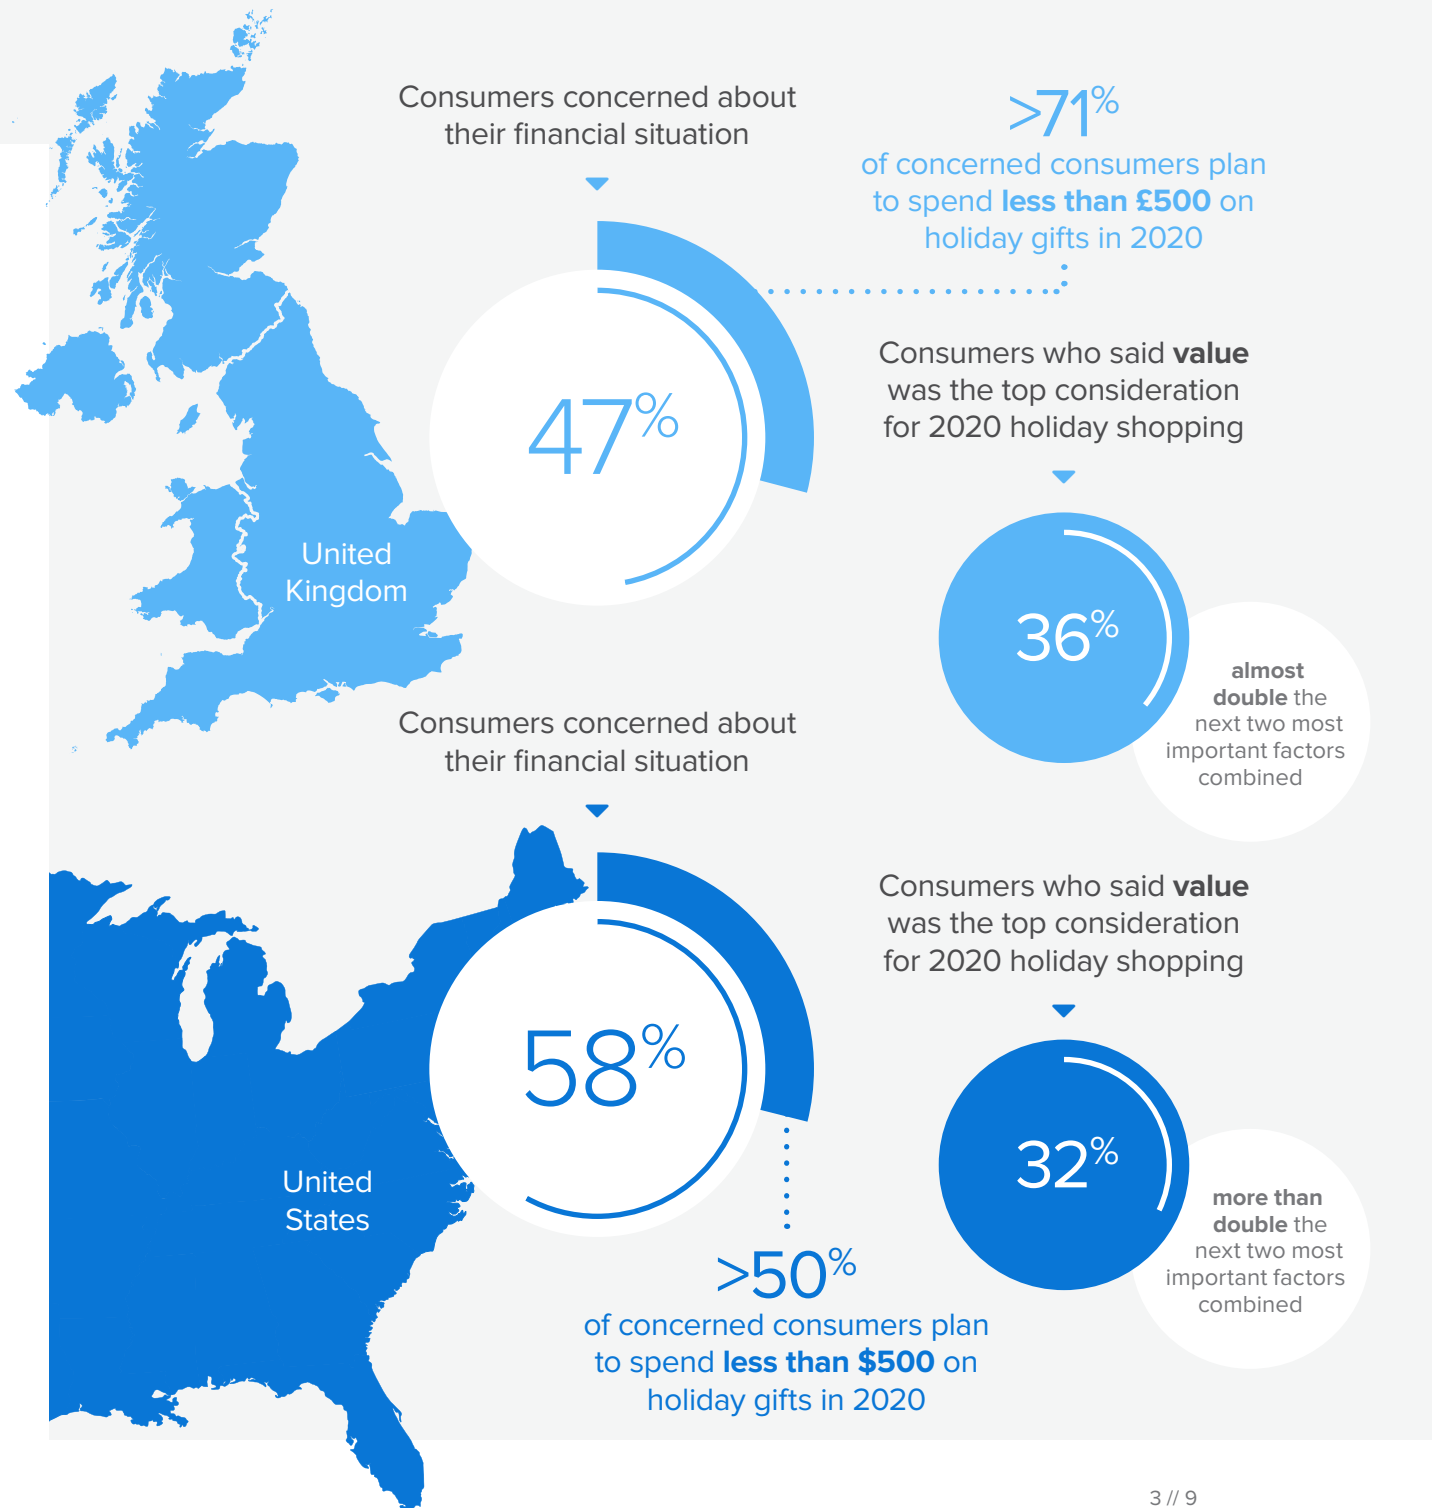 Consumers concerned about
their financial situation
>71%
of concerned consumers plan
to spend less than £500 on
holiday gifts in 2020
47%
Consumers who said value
was the top consideration
for 2020 holiday shopping
United
Kingdom
36%
almost
double the
next two most
important factors
combined
Consumers concerned about
their financial situation
58%
Consumers who said value
was the top consideration
for 2020 holiday shopping
United
States
32%
more than
double the
next two most
important factors
combined
>50%
of concerned consumers plan
to spend less than $500 on
holiday gifts in 2020
3 // 9